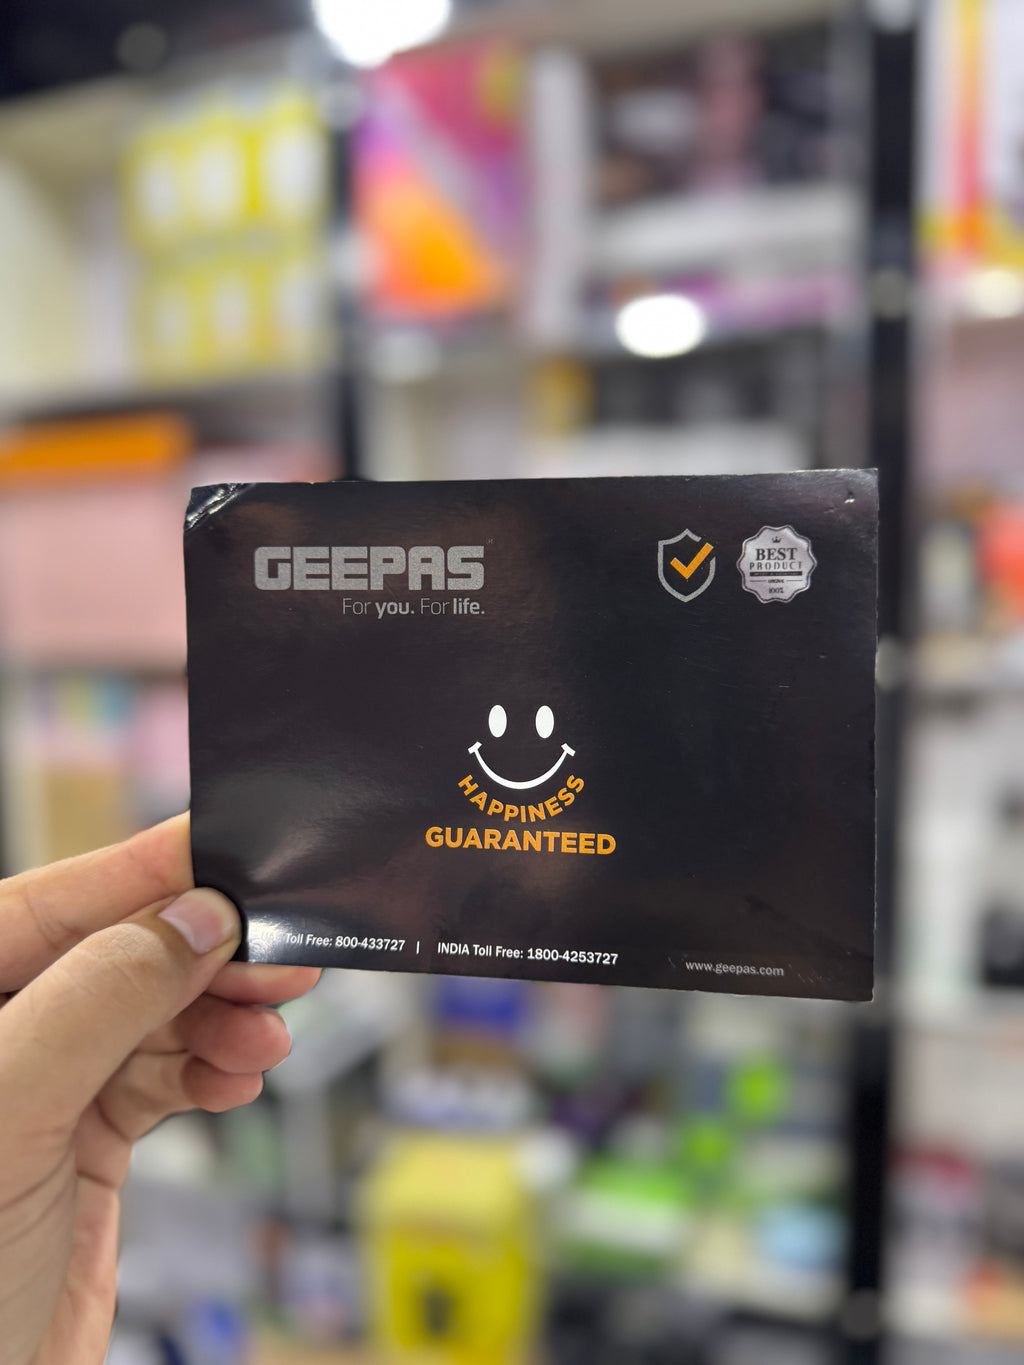 GEEPAS®
For you. For life.
BEST
PRODUCT
100%
HAPPINESS
GUARANTEED
Toll Free: 800-433727 | INDIA Toll Free: 1800-4253727
www.geepas.com